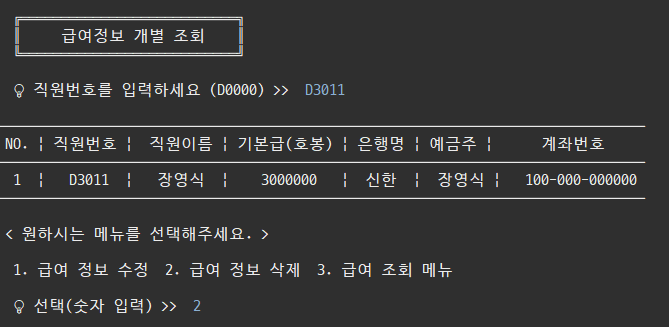 급여정보 개별 조회
직원번호를 입력하세요 (D0000) >> D3011
NO. ¦ 직원번호 ¦ 직원이름 ¦ 기본급(호봉) ¦ 은행명 ¦ 예금주 ¦ 계좌번호
1 ¦ D3011 ¦ 장영식 ¦ 3000000 ¦ 신한 ¦ 장영식 ¦ 100-000-000000
< 원하시는 메뉴를 선택해주세요. >
1. 급여 정보 수정 2. 급여 정보 삭제 3. 급여 조회 메뉴
선택(숫자 입력) >> 2